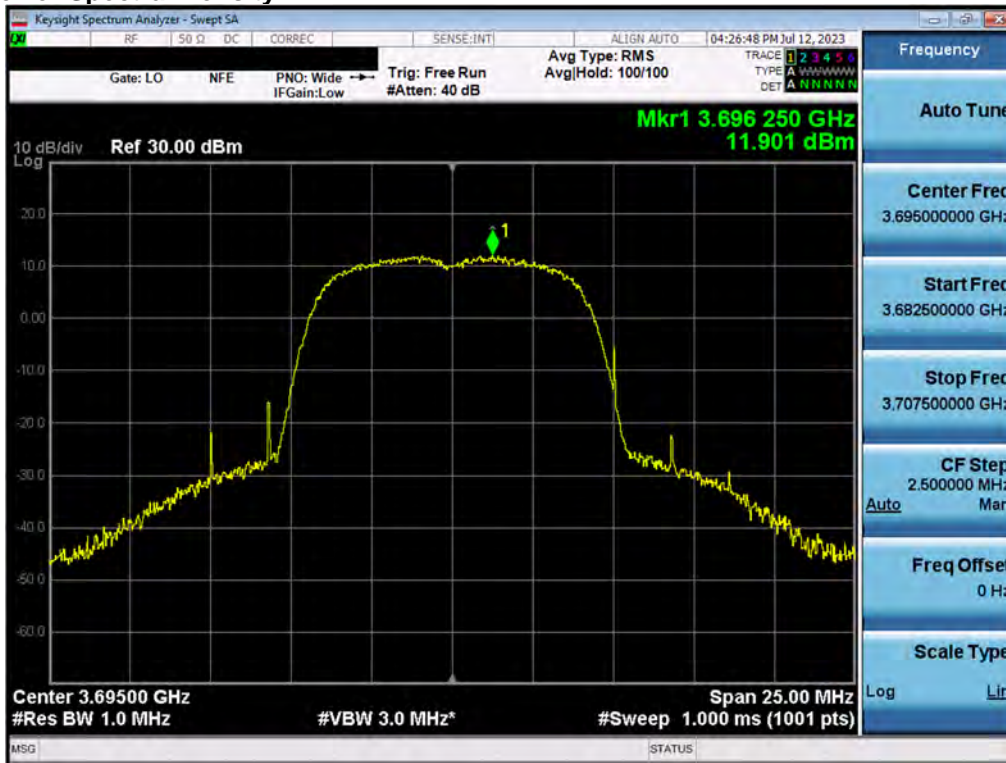 Keysight Spectrum Analyzer - Swept SA
RF 50 Ω DC CORREC SENSE:INT ALIGN AUTO 04:26:48 PM Jul 12, 2023
Gate: LO NFE PNO: Wide Trig: Free Run Avg Type: RMS TRACE 1 2 3 4 5 6
IFGain:Low #Atten: 40 dB Avg|Hold: 100/100 TYPE A WWWWW
DET A N N N N N
Mkr1 3.696 250 GHz
11.901 dBm
10 dB/div Ref 30.00 dBm
Log
20.0
10.0
0.00
-10.0
-20.0
-30.0
-40.0
-50.0
-60.0
1
Center 3.69500 GHz Span 25.00 MHz
#Res BW 1.0 MHz #VBW 3.0 MHz* #Sweep 1.000 ms (1001 pts)
MSG STATUS
Frequency
Auto Tune
Center Freq
3.695000000 GHz
Start Freq
3.682500000 GHz
Stop Freq
3.707500000 GHz
CF Step
2.500000 MHz
Auto Man
Freq Offset
0 Hz
Scale Type
Log Lin